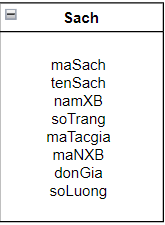 Sach
maSach
tenSach
namXB
soTrang
maTacgia
maNXB
donGia
soLuong